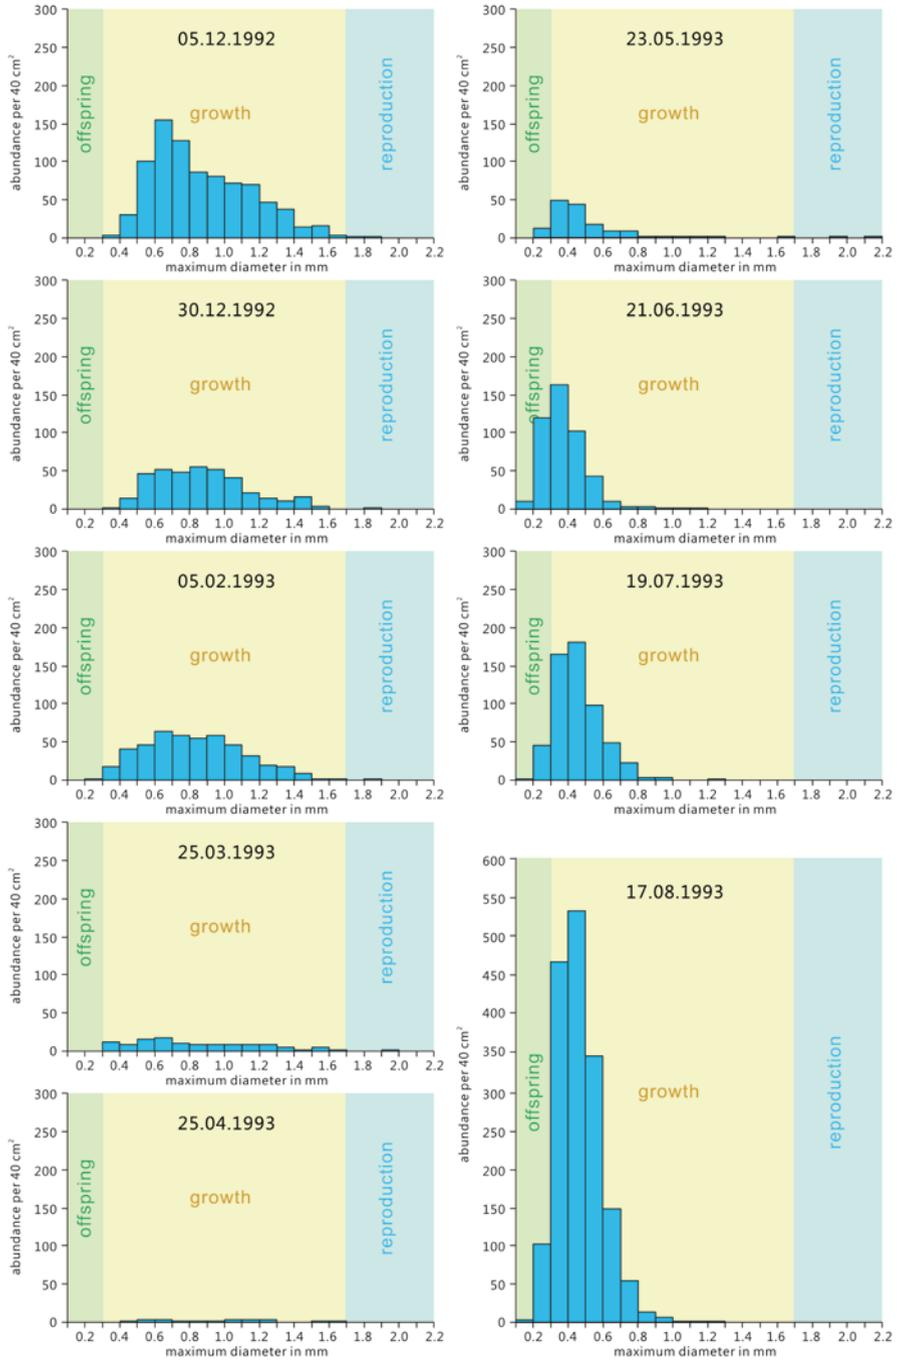 05.12.1992
300
250
200
150
100
50
0
abundance per 40 cm²
offspring
growth
reproduction
0.2 0.4 0.6 0.8 1.0 1.2 1.4 1.6 1.8 2.0 2.2
maximum diameter in mm
30.12.1992
300
250
200
150
100
50
0
abundance per 40 cm²
offspring
growth
reproduction
0.2 0.4 0.6 0.8 1.0 1.2 1.4 1.6 1.8 2.0 2.2
maximum diameter in mm
05.02.1993
300
250
200
150
100
50
0
abundance per 40 cm²
offspring
growth
reproduction
0.2 0.4 0.6 0.8 1.0 1.2 1.4 1.6 1.8 2.0 2.2
maximum diameter in mm
25.03.1993
300
250
200
150
100
50
0
abundance per 40 cm²
offspring
growth
reproduction
0.2 0.4 0.6 0.8 1.0 1.2 1.4 1.6 1.8 2.0 2.2
maximum diameter in mm
25.04.1993
300
250
200
150
100
50
0
abundance per 40 cm²
offspring
growth
reproduction
0.2 0.4 0.6 0.8 1.0 1.2 1.4 1.6 1.8 2.0 2.2
maximum diameter in mm
23.05.1993
300
250
200
150
100
50
0
abundance per 40 cm²
offspring
growth
reproduction
0.2 0.4 0.6 0.8 1.0 1.2 1.4 1.6 1.8 2.0 2.2
maximum diameter in mm
21.06.1993
300
250
200
150
100
50
0
abundance per 40 cm²
offspring
growth
reproduction
0.2 0.4 0.6 0.8 1.0 1.2 1.4 1.6 1.8 2.0 2.2
maximum diameter in mm
19.07.1993
300
250
200
150
100
50
0
abundance per 40 cm²
offspring
growth
reproduction
0.2 0.4 0.6 0.8 1.0 1.2 1.4 1.6 1.8 2.0 2.2
maximum diameter in mm
17.08.1993
600
550
500
450
400
350
300
250
200
150
100
50
0
abundance per 40 cm²
offspring
growth
reproduction
0.2 0.4 0.6 0.8 1.0 1.2 1.4 1.6 1.8 2.0 2.2
maximum diameter in mm